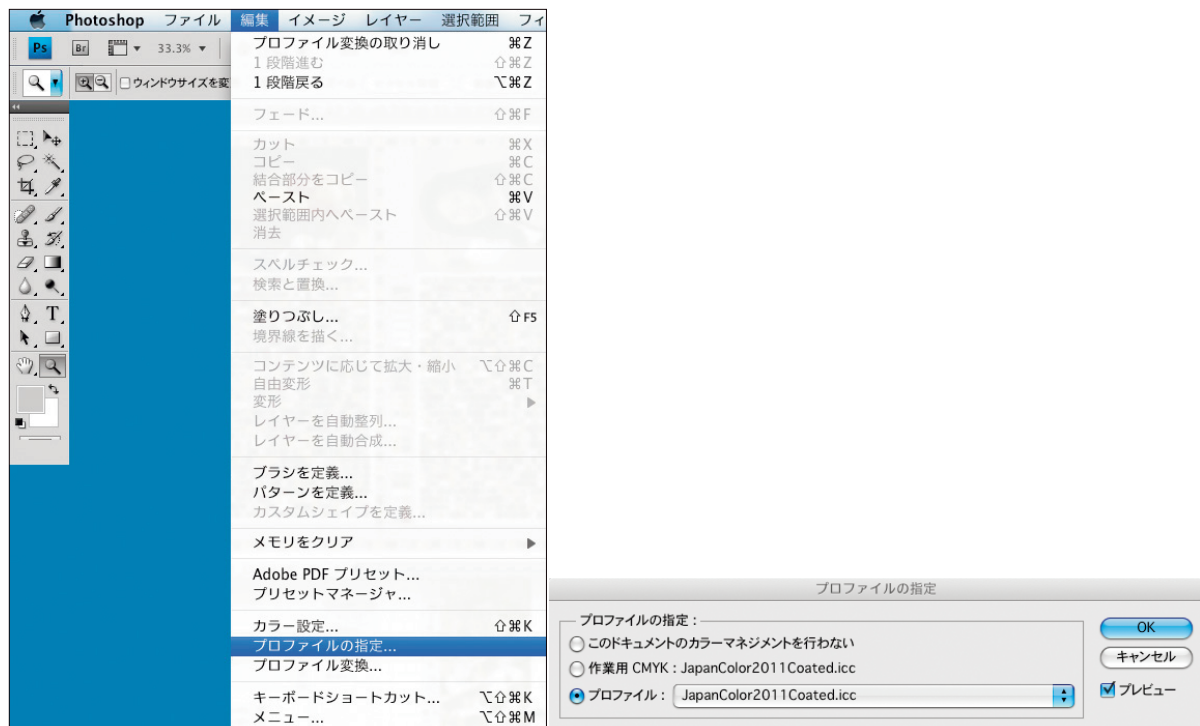 Photoshop ファイル 編集 イメージ レイヤー 選択範囲 フィ
Ps Br 33.3%
ウィンドウサイズを変
プロファイル変換の取り消し ⌘Z
1 段階進む ⇧⌘Z
1 段階戻る ⌥⌘Z
フェード... ⇧⌘F
カット ⌘X
コピー ⌘C
結合部分をコピー ⇧⌘C
ペースト ⌘V
選択範囲内へペースト ⇧⌘V
消去
スペルチェック...
検索と置換...
塗りつぶし... ⇧F5
境界線を描く...
コンテンツに応じて拡大・縮小 ⌥⇧⌘C
自由変形 ⌘T
変形
レイヤーを自動整列...
レイヤーを自動合成...
ブラシを定義...
パターンを定義...
カスタムシェイプを定義...
メモリをクリア
Adobe PDF プリセット...
プリセットマネージャ...
カラー設定... ⇧⌘K
プロファイルの指定...
プロファイル変換...
キーボードショートカット... ⌥⇧⌘K
メニュー... ⌥⇧⌘M
T
プロファイルの指定
プロファイルの指定：
このドキュメントのカラーマネジメントを行わない
作業用 CMYK：JapanColor2011Coated.icc
プロファイル： JapanColor2011Coated.icc
OK
キャンセル
プレビュー